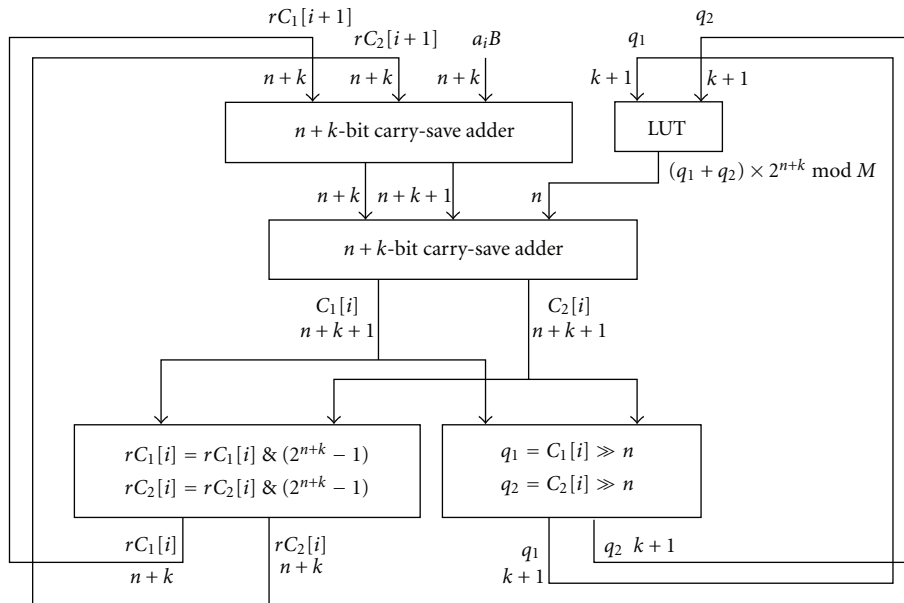 rC₁[i + 1]
rC₂[i + 1]
aᵢB
q₁
q₂
n + k
n + k
n + k
k + 1
k + 1
n + k-bit carry-save adder
LUT
n + k
n + k + 1
n
(q₁ + q₂) × 2ⁿ⁺ᵏ mod M
n + k-bit carry-save adder
C₁[i]
n + k + 1
C₂[i]
n + k + 1
rC₁[i] = rC₁[i] & (2ⁿ⁺ᵏ − 1)
rC₂[i] = rC₂[i] & (2ⁿ⁺ᵏ − 1)
q₁ = C₁[i] ≫ n
q₂ = C₂[i] ≫ n
rC₁[i]
n + k
rC₂[i]
n + k
q₁
k + 1
q₂ k + 1